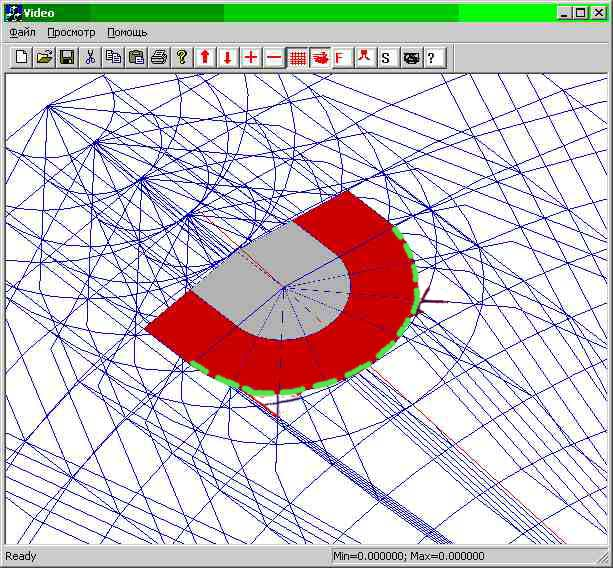 Video
Файл Просмотр Помощь
? F S ?
Ready Min=0.000000; Max=0.000000